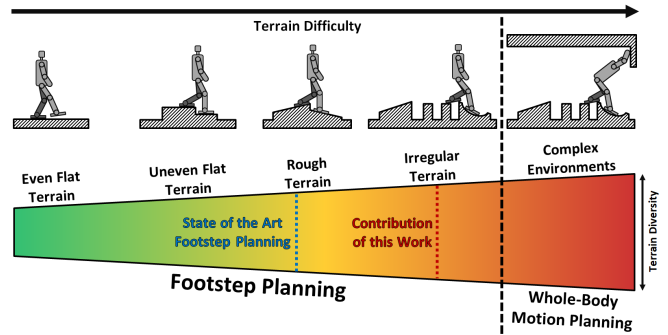 Terrain Difficulty
Even Flat
Terrain
Uneven Flat
Terrain
Rough
Terrain
Irregular
Terrain
Complex
Environments
State of the Art
Footstep Planning
Contribution
of this Work
Terrain Diversity
Footstep Planning
Whole-Body
Motion Planning